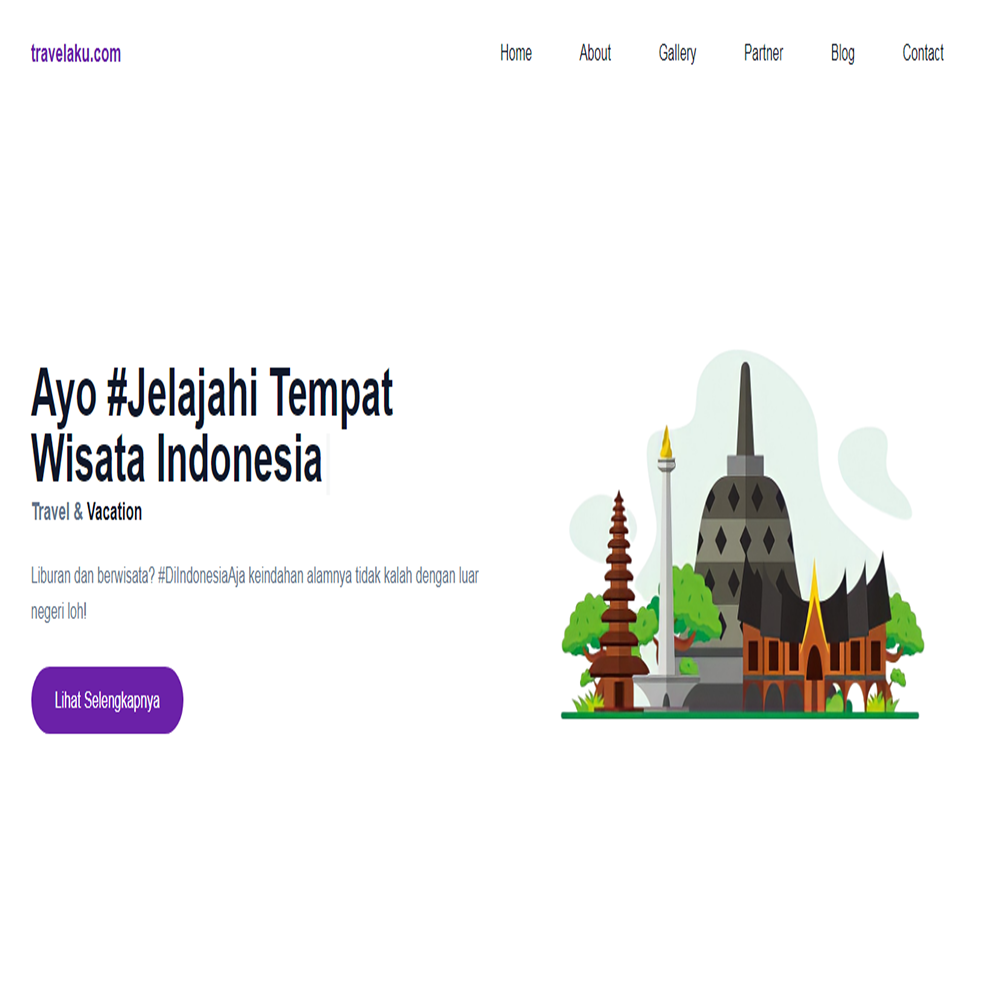 travelaku.com
Home About Gallery Partner Blog Contact
Ayo #Jelajahi Tempat
Wisata Indonesia
Travel & Vacation
Liburan dan berwisata? #DiIndonesiaAja keindahan alamnya tidak kalah dengan luar
negeri loh!
Lihat Selengkapnya